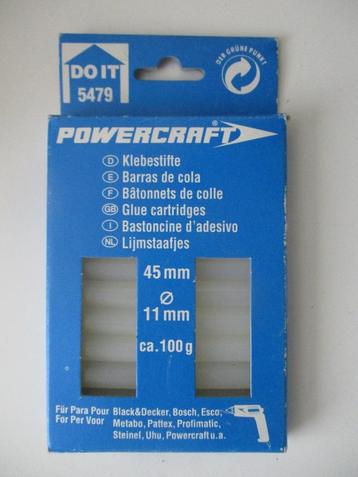 DO IT
5479
DER GRÜNE PUNKT
POWERCRAFT
D Klebestifte
E Barras de cola
F Bâtonnets de colle
GB Glue cartridges
I Bastoncine d'adesivo
NL Lijmstaafjes
45 mm
Ø
11 mm
ca. 100 g
Für Para Pour
For Per Voor
Black&Decker, Bosch, Esco,
Metabo, Pattex, Profimatic,
Steinel, Uhu, Powercraft u.a.